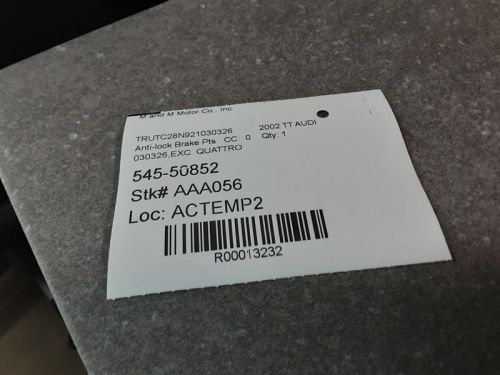 M and M Motor Co., Inc.
TRUTC28N921030326 2002 TT AUDI
Anti-lock Brake Pts CC: 0 Qty: 1
030326,EXC. QUATTRO
545-50852
Stk# AAA056
Loc: ACTEMP2
R00013232